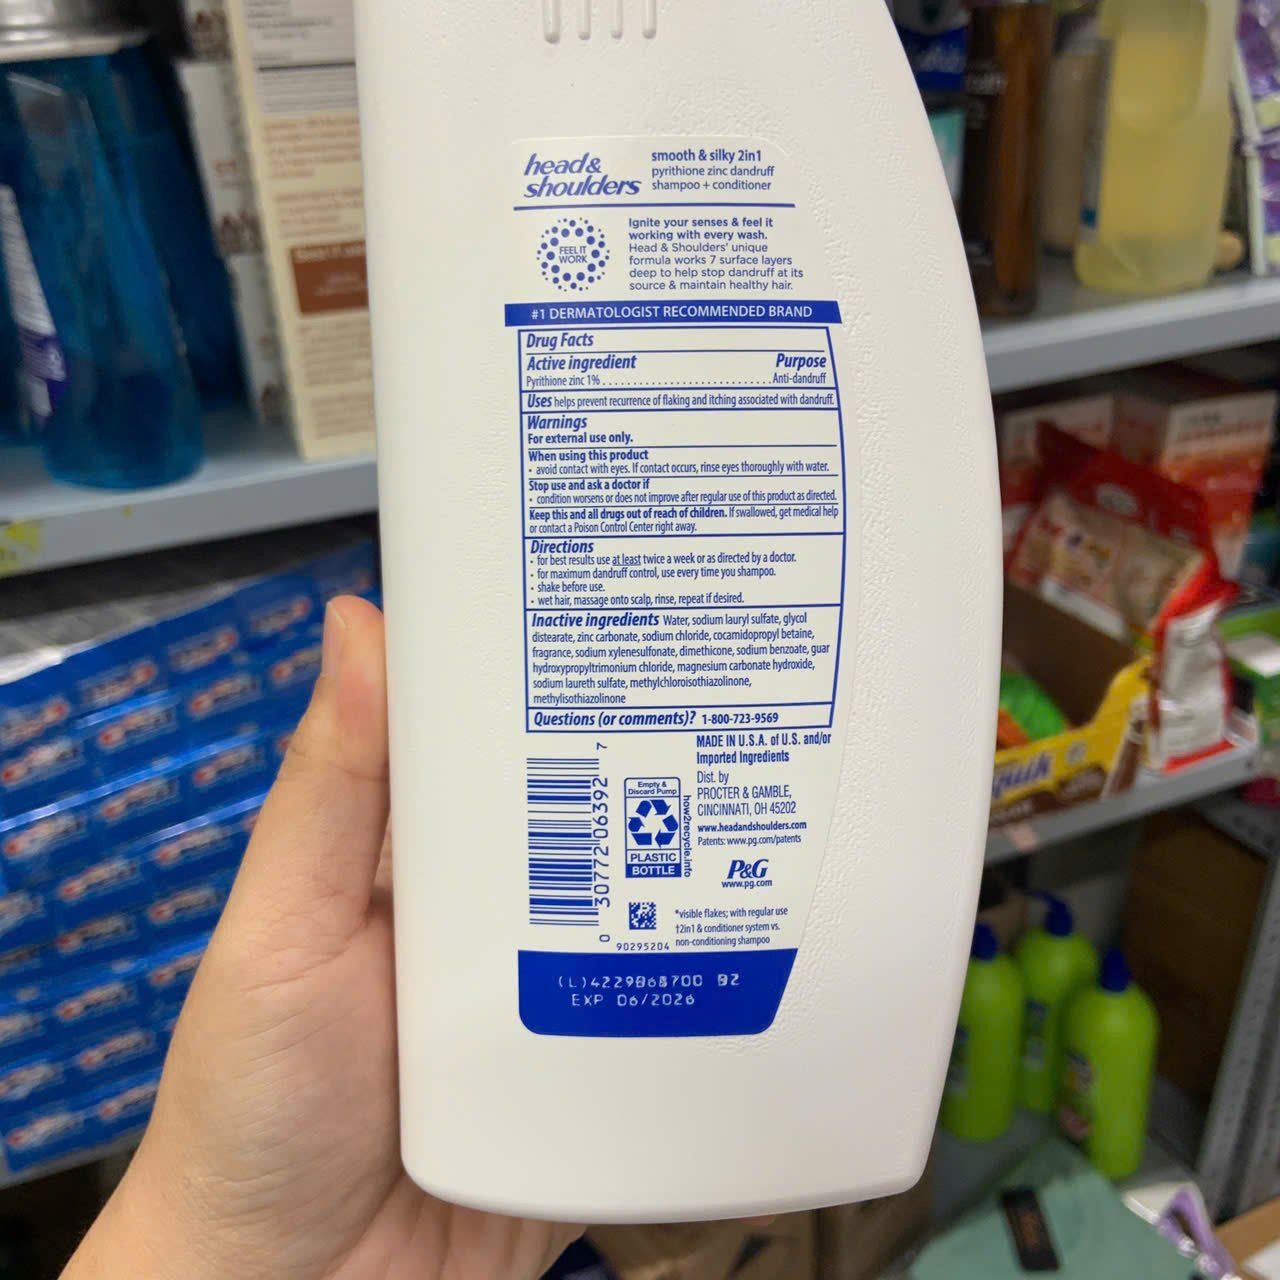 head&
shoulders
smooth & silky 2in1
pyrithione zinc dandruff
shampoo + conditioner
FEEL IT
WORK
Ignite your senses & feel it
working with every wash.
Head & Shoulders' unique
formula works 7 surface layers
deep to help stop dandruff at its
source & maintain healthy hair.
#1 DERMATOLOGIST RECOMMENDED BRAND
Drug Facts
Active ingredient Purpose
Pyrithione zinc 1%............................Anti-dandruff
Uses helps prevent recurrence of flaking and itching associated with dandruff.
Warnings
For external use only.
When using this product
• avoid contact with eyes. If contact occurs, rinse eyes thoroughly with water.
Stop use and ask a doctor if
• condition worsens or does not improve after regular use of this product as directed.
Keep this and all drugs out of reach of children. If swallowed, get medical help
or contact a Poison Control Center right away.
Directions
• for best results use at least twice a week or as directed by a doctor.
• for maximum dandruff control, use every time you shampoo.
• shake before use.
• wet hair, massage onto scalp, rinse, repeat if desired.
Inactive ingredients Water, sodium lauryl sulfate, glycol
distearate, zinc carbonate, sodium chloride, cocamidopropyl betaine,
fragrance, sodium xylenesulfonate, dimethicone, sodium benzoate, guar
hydroxypropyltrimonium chloride, magnesium carbonate hydroxide,
sodium laureth sulfate, methylchloroisothiazolinone,
methylisothiazolinone
Questions (or comments)? 1-800-723-9569
0 30772 06392 7
Empty &
Discard Pump
PLASTIC
BOTTLE
how2recycle.info
MADE IN U.S.A. of U.S. and/or
Imported Ingredients
Dist. by
PROCTER & GAMBLE,
CINCINNATI, OH 45202
www.headandshoulders.com
Patents: www.pg.com/patents
P&G
www.pg.com
90295204
*visible flakes; with regular use
†2in1 & conditioner system vs.
non-conditioning shampoo
(L)4229868700 B2
EXP 06/2026